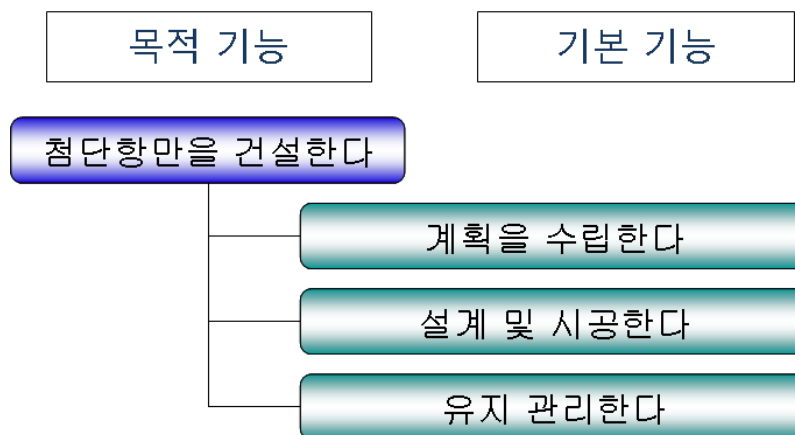 목적 기능
기본 기능
첨단항만을 건설한다
계획을 수립한다
설계 및 시공한다
유지 관리한다